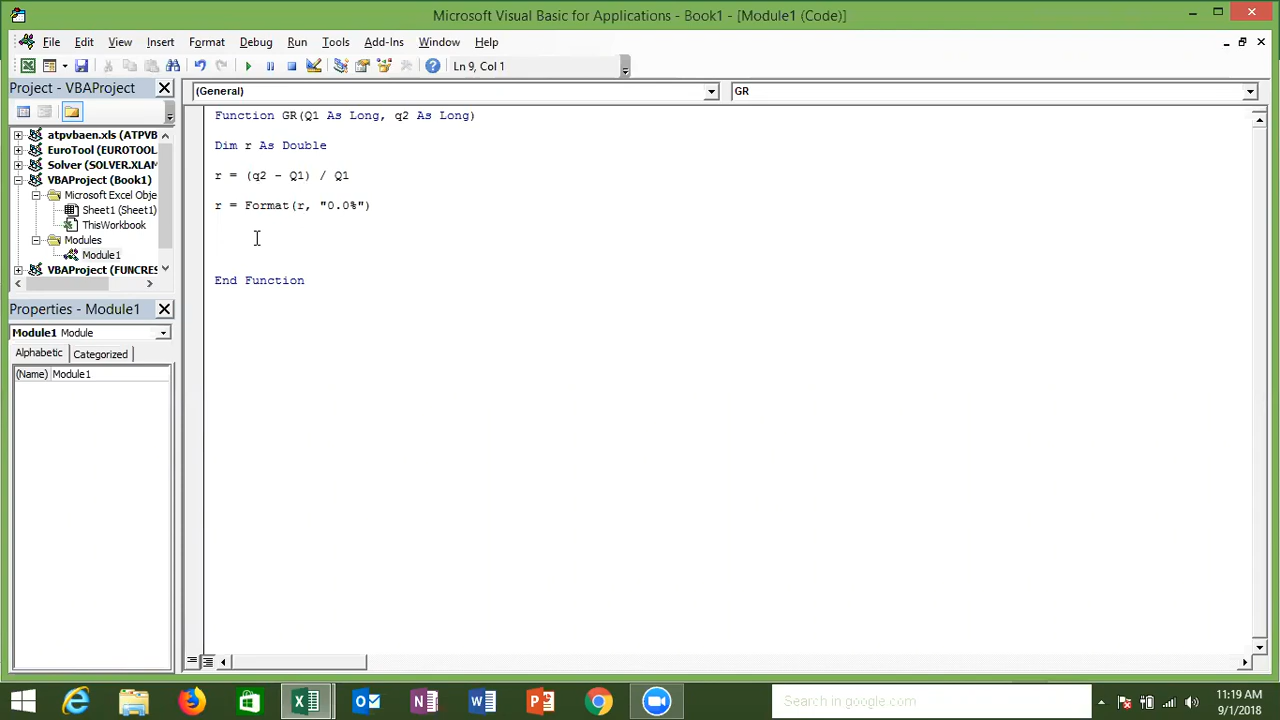 Microsoft Visual Basic for Applications - Book1 - [Module1 (Code)]
File Edit View Insert Format Debug Run Tools Add-Ins Window Help
Ln 9, Col 1
Project - VBAProject
(General)
GR
atpvbaen.xls (ATPVB
EuroTool (EUROTOOL
Solver (SOLVER.XLAM
VBAProject (Book1)
Microsoft Excel Obje
Sheet1 (Sheet1)
ThisWorkbook
Modules
Module1
VBAProject (FUNCRES
Function GR(Q1 As Long, q2 As Long)
Dim r As Double
r = (q2 - Q1) / Q1
r = Format(r, "0.0%")
End Function
Properties - Module1
Module1 Module
Alphabetic Categorized
(Name) Module1
Search in google.com
11:19 AM
9/1/2018